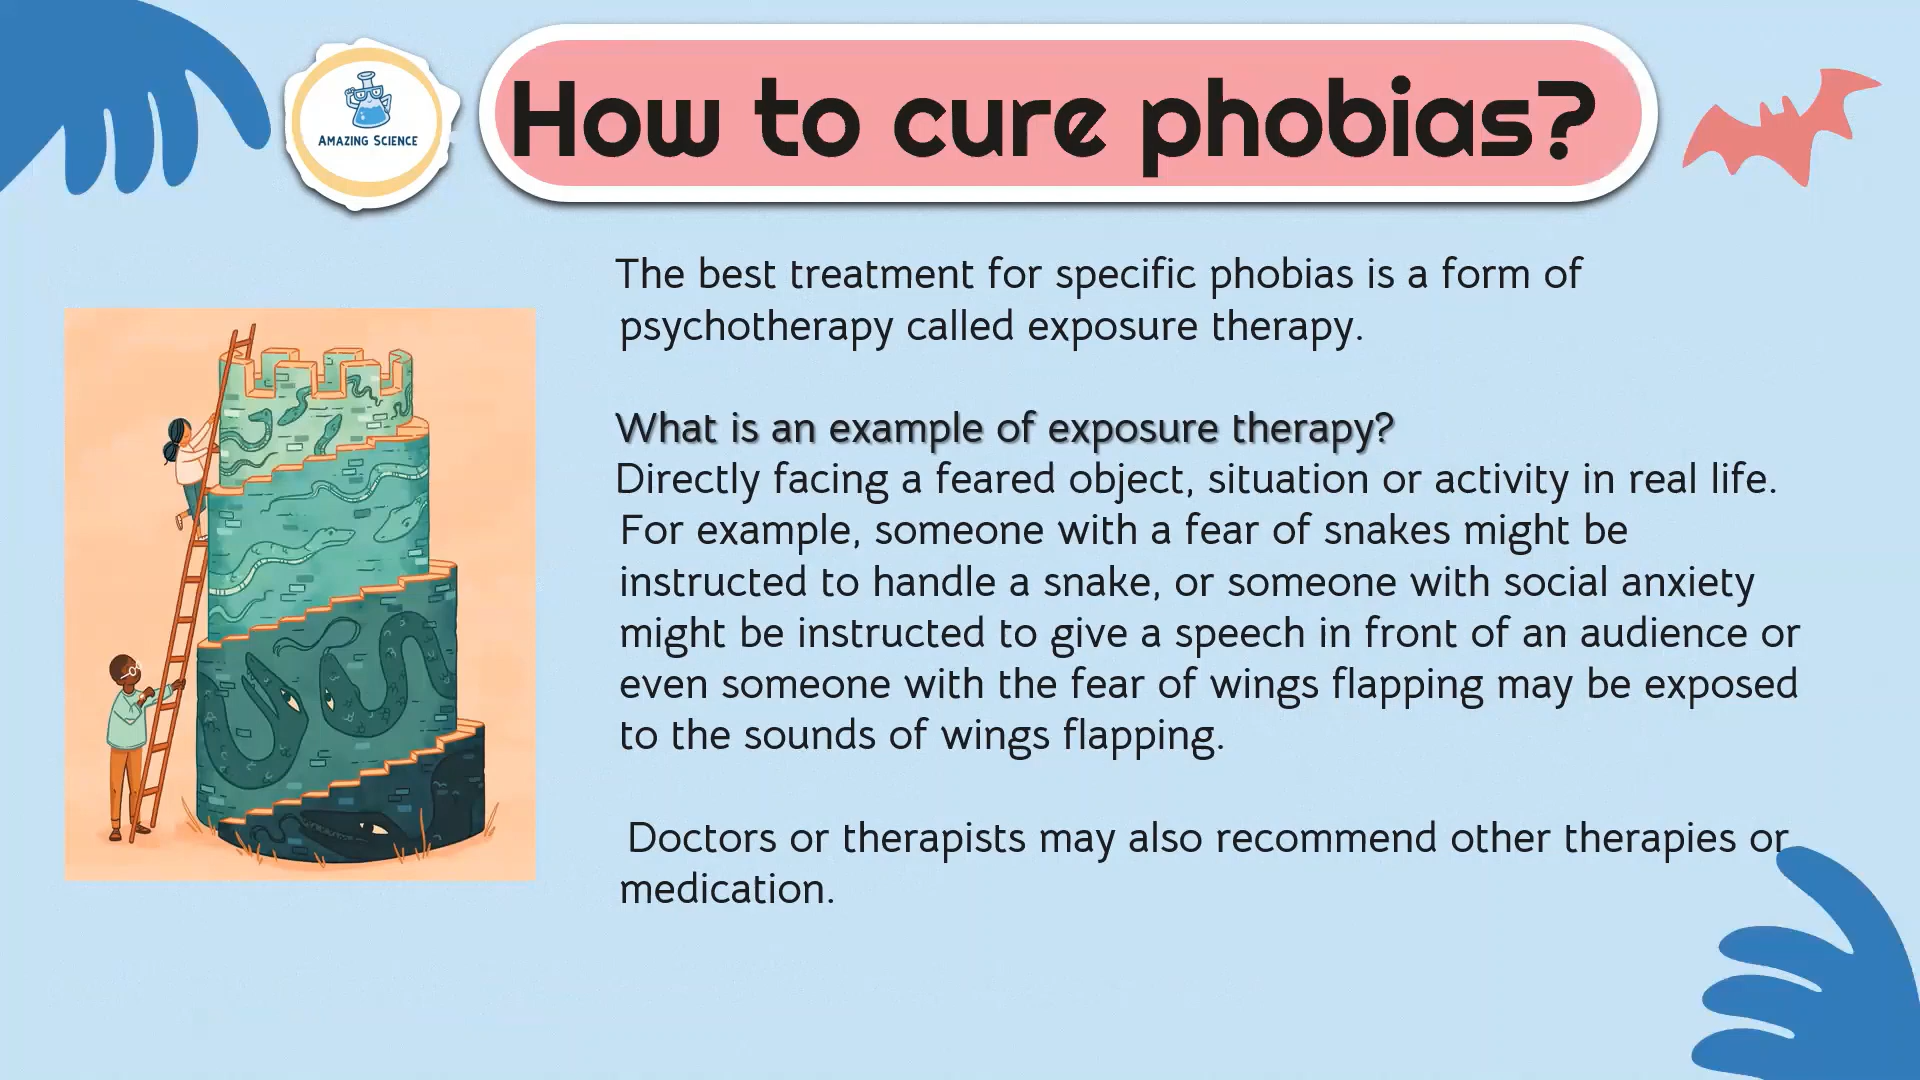 AMAZING SCIENCE
How to cure phobias?
The best treatment for specific phobias is a form of
psychotherapy called exposure therapy.
What is an example of exposure therapy?
Directly facing a feared object, situation or activity in real life.
For example, someone with a fear of snakes might be
instructed to handle a snake, or someone with social anxiety
might be instructed to give a speech in front of an audience or
even someone with the fear of wings flapping may be exposed
to the sounds of wings flapping.
Doctors or therapists may also recommend other therapies or
medication.